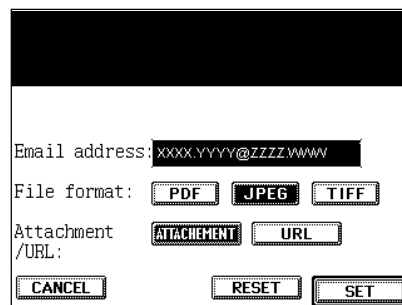 Email address: XXXX.YYYY@ZZZZ.WWW
File format: PDF JPEG TIFF
Attachment ATTACHEMENT URL
/URL:
CANCEL RESET SET